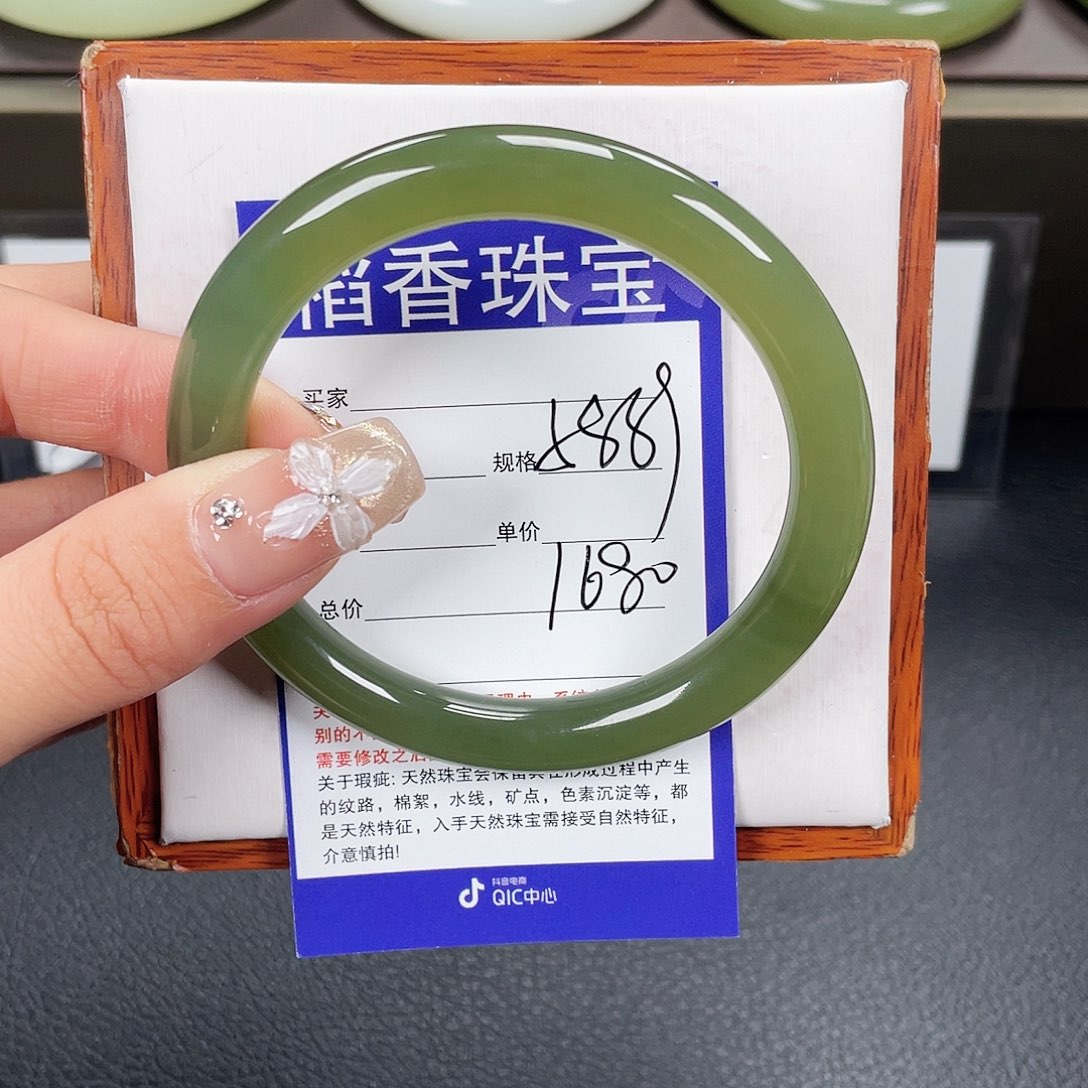 稻香珠宝
买家
规格
单价
1680
总价
别的不
需要修改之后
关于瑕疵: 天然珠宝会保留其在形成过程中产生
的纹路，棉絮，水线，矿点，色素沉淀等，都
是天然特征，入手天然珠宝需接受自然特征，
介意慎拍!
抖音电商
QIC中心